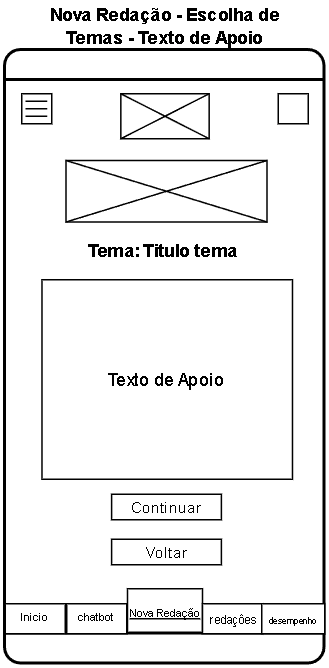 Nova Redação - Escolha de
Temas - Texto de Apoio
Tema: Titulo tema
Texto de Apoio
Continuar
Voltar
Inicio
chatbot
Nova Redação
redações
desempenho